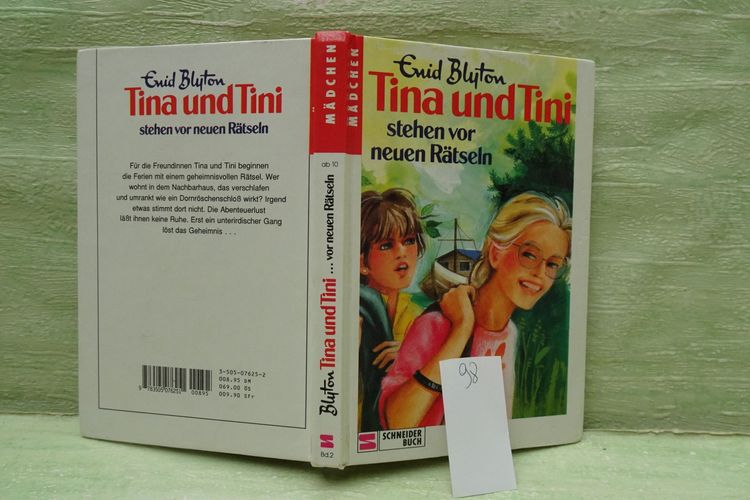 Enid Blyton
Tina und Tini
stehen vor neuen Rätseln
Für die Freundinnen Tina und Tini beginnen
die Ferien mit einem geheimnisvollen Rätsel. Wer
wohnt in dem Nachbarhaus, das verschlafen
und umrankt wie ein Dornröschenschloß wirkt? Irgend
etwas stimmt dort nicht. Die Abenteuerlust
läßt ihnen keine Ruhe. Erst ein unterirdischer Gang
löst das Geheimnis . . .
3-505-07625-2
008.95 DM
069.00 ÖS
009.90 SFr
9 783505 076251
00895
MÄDCHEN
ab 10
Blyton Tina und Tini ... vor neuen Rätseln
Bd.2
MÄDCHEN
Enid Blyton
Tina und Tini
stehen vor
neuen Rätseln
98
SCHNEIDER
BUCH